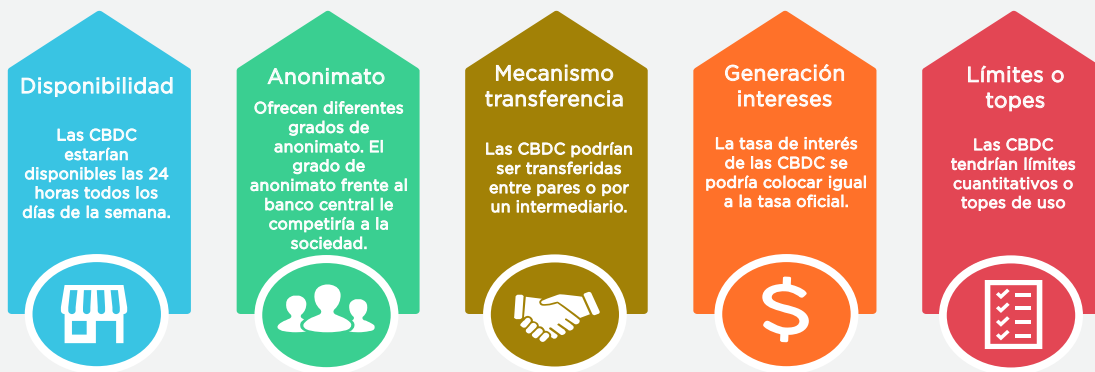 Disponibilidad
Las CBDC
estarían
disponibles las 24
horas todos los
días de la semana.
Anonimato
Ofrecen diferentes
grados de
anonimato. El
grado de
anonimato frente al
banco central le
competiría a la
sociedad.
Mecanismo
transferencia
Las CBDC podrían
ser transferidas
entre pares o por
un intermediario.
Generación
intereses
La tasa de interés
de las CBDC se
podría colocar igual
a la tasa oficial.
Límites o
topes
Las CBDC
tendrían límites
cuantitativos o
topes de uso
$